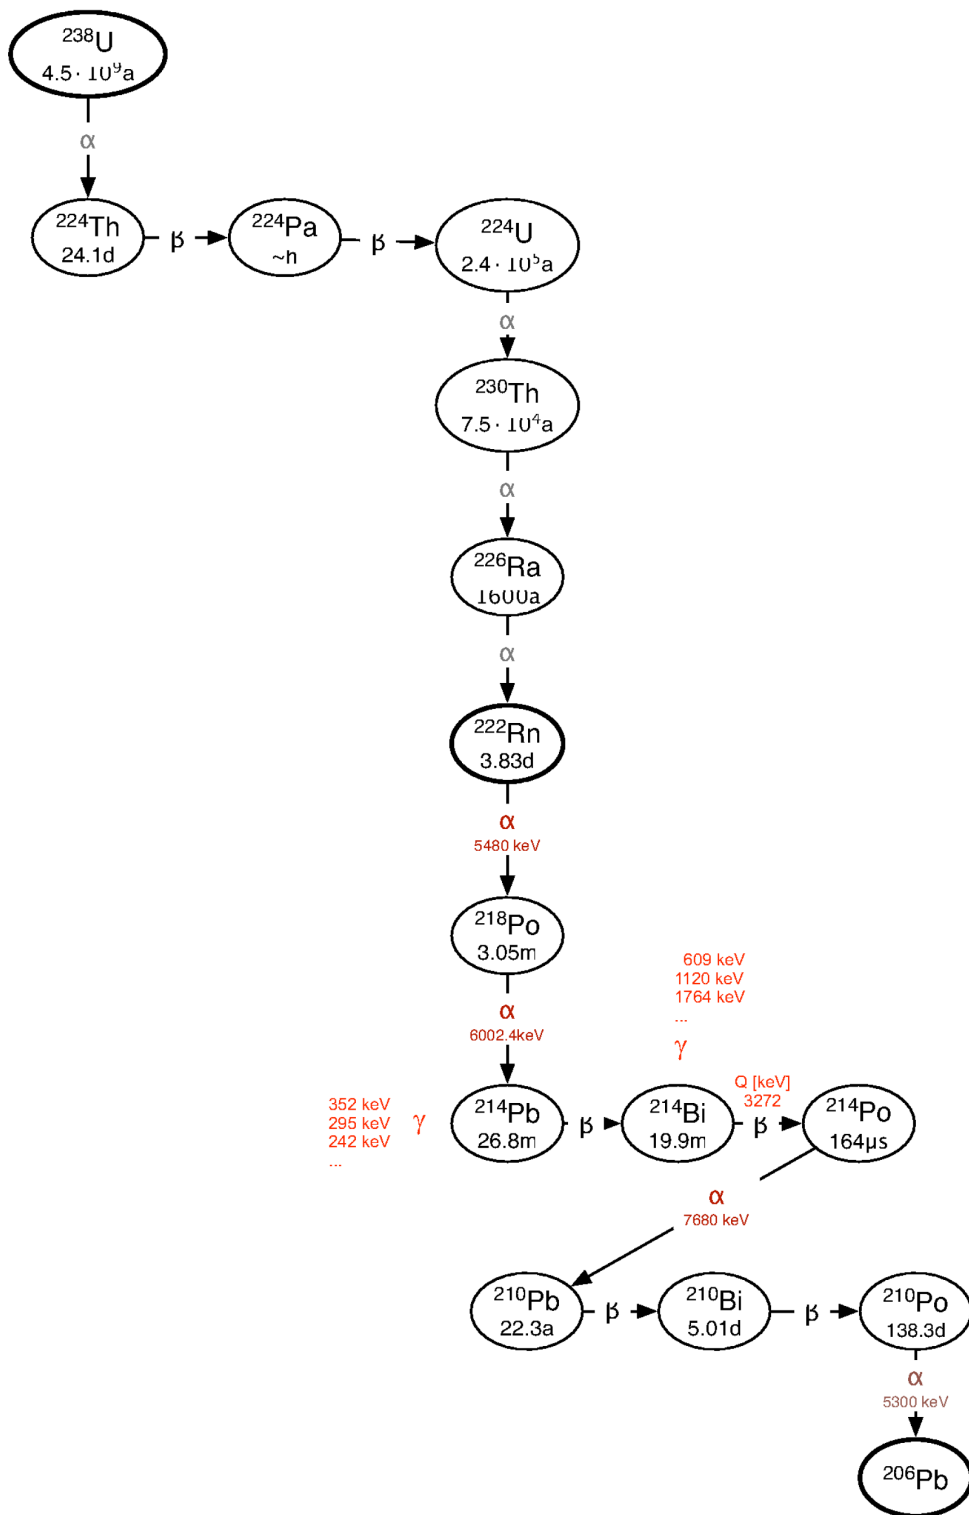 ²³⁸U
4.5 · 10⁹a
α
²²⁴Th
24.1d
β
²²⁴Pa
~h
β
²²⁴U
2.4 · 10⁵a
α
²³⁰Th
7.5 · 10⁴a
α
²²⁶Ra
1600a
α
²²²Rn
3.83d
α
5480 keV
²¹⁸Po
3.05m
α
6002.4keV
609 keV
1120 keV
1764 keV
...
γ
352 keV
295 keV
242 keV
...
γ
²¹⁴Pb
26.8m
β
²¹⁴Bi
19.9m
Q [keV]
3272
β
²¹⁴Po
164µs
α
7680 keV
²¹⁰Pb
22.3a
β
²¹⁰Bi
5.01d
β
²¹⁰Po
138.3d
α
5300 keV
²⁰⁶Pb